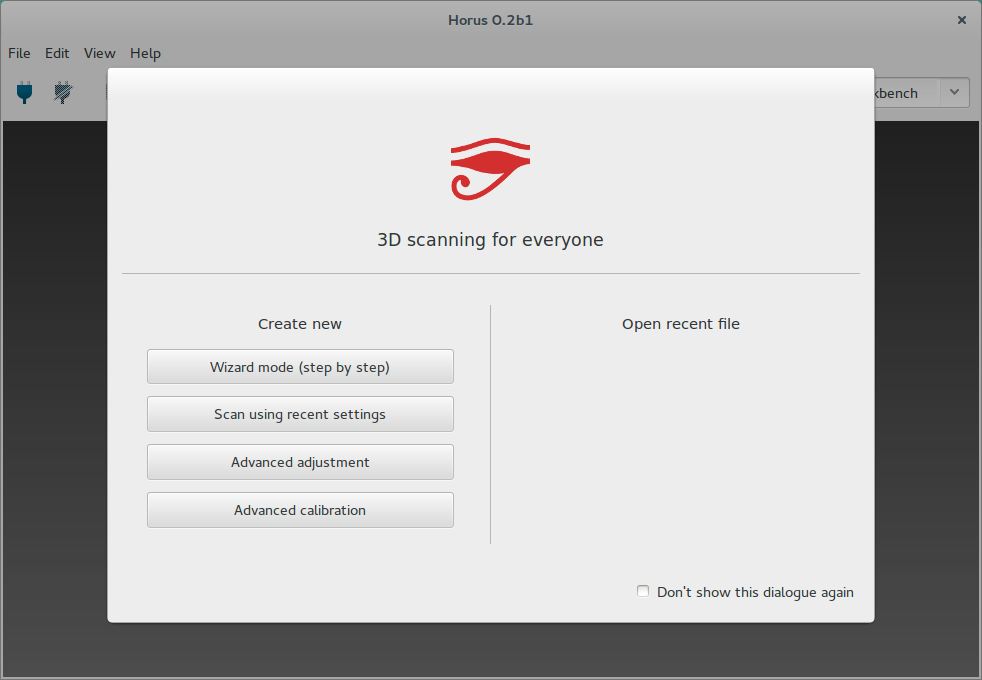 Horus 0.2b1
File Edit View Help
kbench
3D scanning for everyone
Create new
Wizard mode (step by step)
Scan using recent settings
Advanced adjustment
Advanced calibration
Open recent file
Don't show this dialogue again